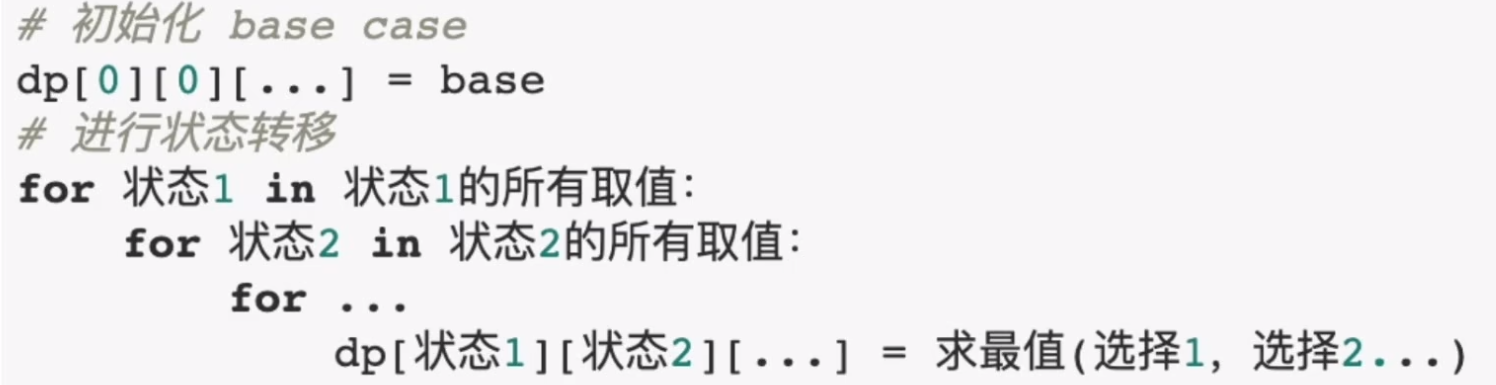 # 初始化 base case
dp[0][0][...] = base
# 进行状态转移
for 状态1 in 状态1的所有取值:
    for 状态2 in 状态2的所有取值:
        for ...
            dp[状态1][状态2][...] = 求最值(选择1, 选择2...)